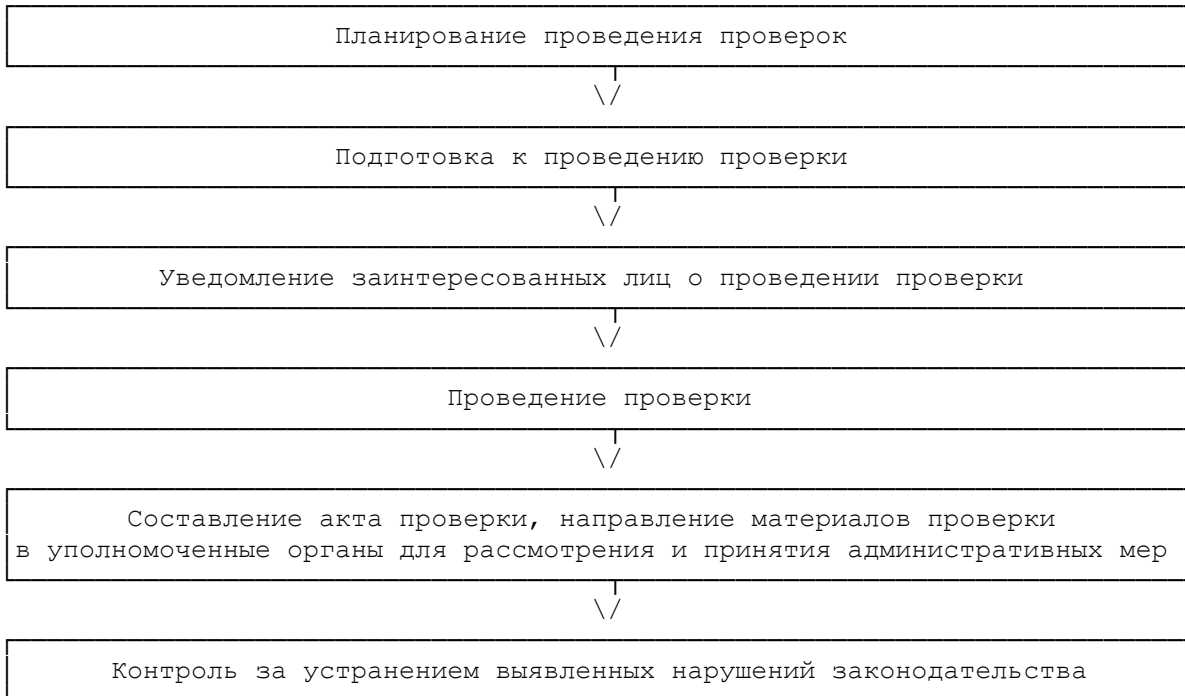 Планирование проведения проверок
\/
Подготовка к проведению проверки
\/
Уведомление заинтересованных лиц о проведении проверки
\/
Проведение проверки
\/
Составление акта проверки, направление материалов проверки
в уполномоченные органы для рассмотрения и принятия административных мер
\/
Контроль за устранением выявленных нарушений законодательства